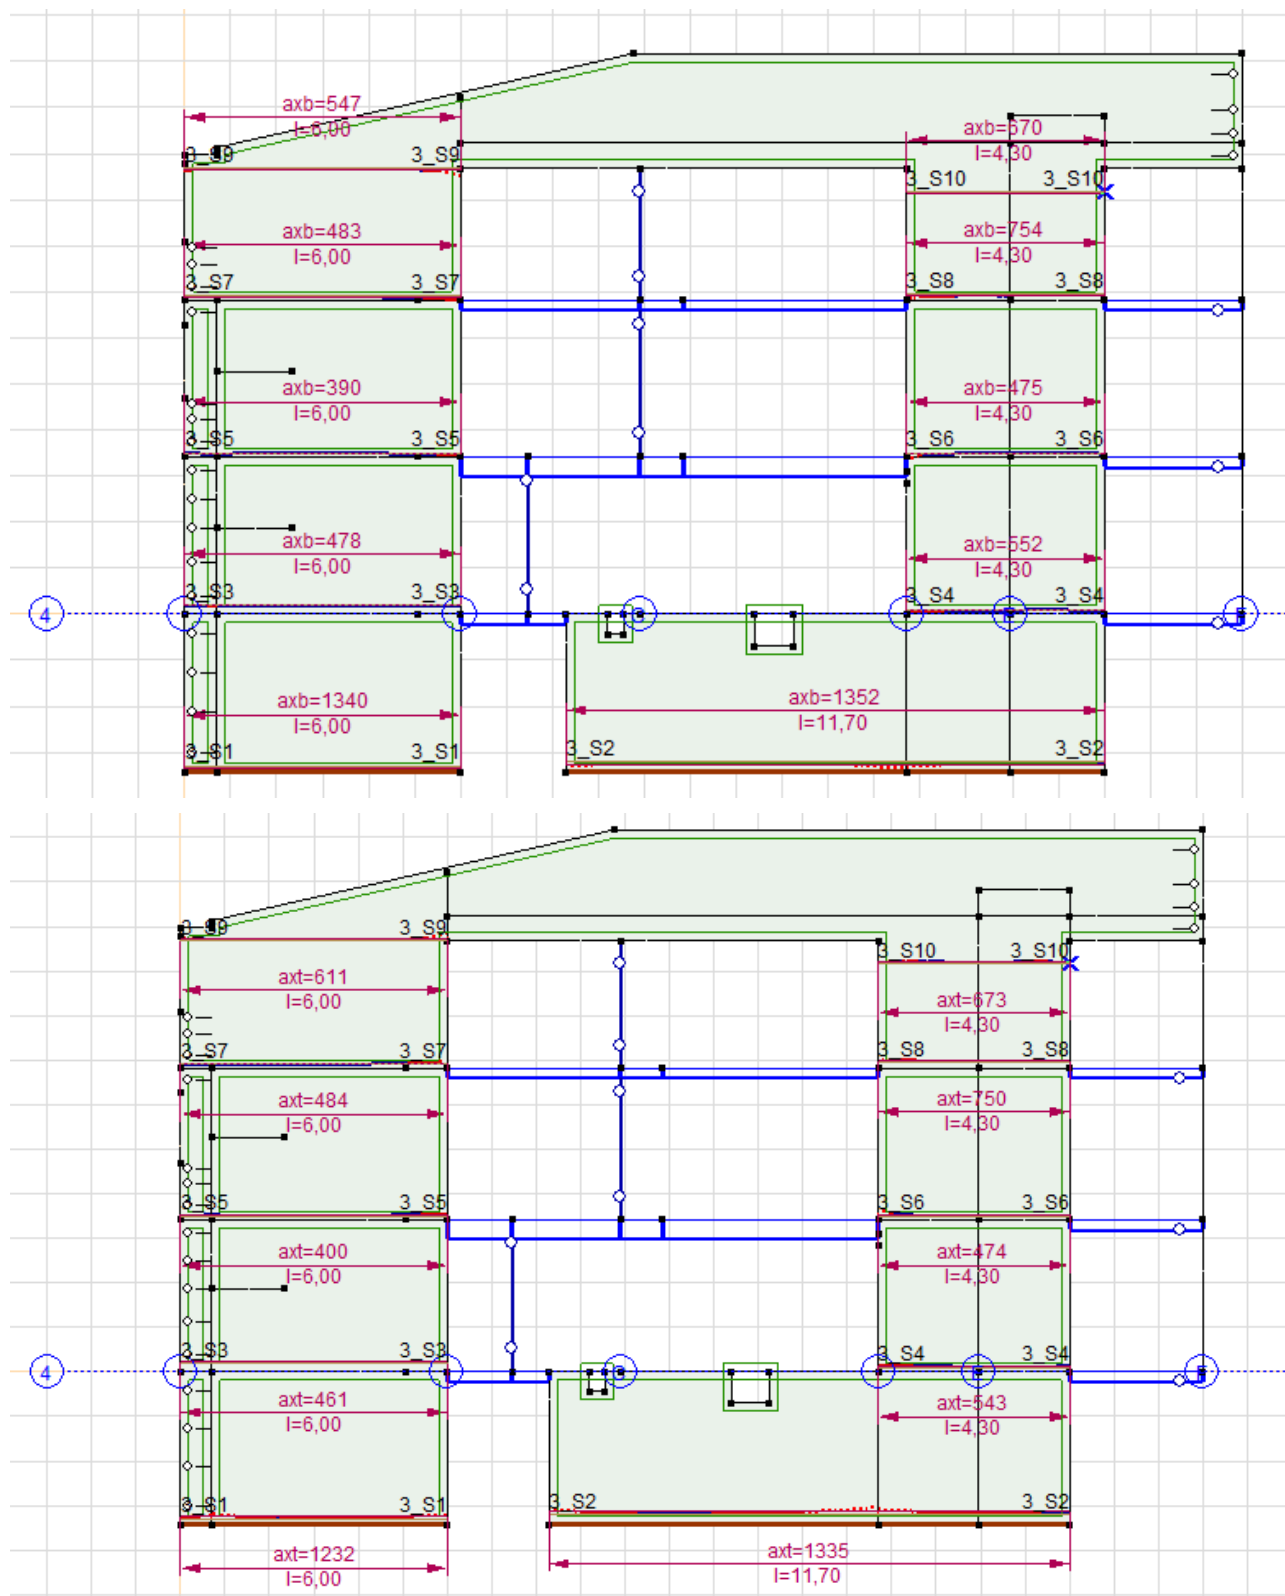 axb=547
l=6,00
axb=670
l=4,30
3_S9
3_S9
3_S10
3_S10
axb=483
l=6,00
axb=754
l=4,30
3_S7
3_S7
3_S8
3_S8
axb=390
l=6,00
axb=475
l=4,30
3_S5
3_S5
3_S6
3_S6
axb=478
l=6,00
axb=552
l=4,30
3_S3
3_S3
3_S4
3_S4
4
axb=1340
l=6,00
axb=1352
l=11,70
3_S1
3_S1
3_S2
3_S2
3_S9
3_S9
3_S10
3_S10
axt=611
l=6,00
axt=673
l=4,30
3_S7
3_S7
3_S8
3_S8
axt=484
l=6,00
axt=750
l=4,30
3_S5
3_S5
3_S6
3_S6
axt=400
l=6,00
axt=474
l=4,30
3_S3
3_S3
3_S4
3_S4
4
axt=461
l=6,00
axt=543
l=4,30
3_S1
3_S1
3_S2
3_S2
axt=1232
l=6,00
axt=1335
l=11,70